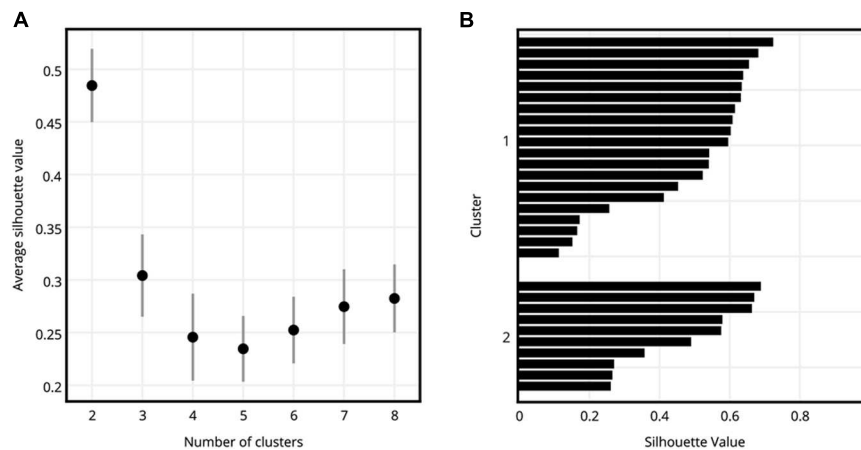 A
Average silhouette value
0.5
0.45
0.4
0.35
0.3
0.25
0.2
2 3 4 5 6 7 8
Number of clusters
B
Cluster
1
2
0 0.2 0.4 0.6 0.8
Silhouette Value